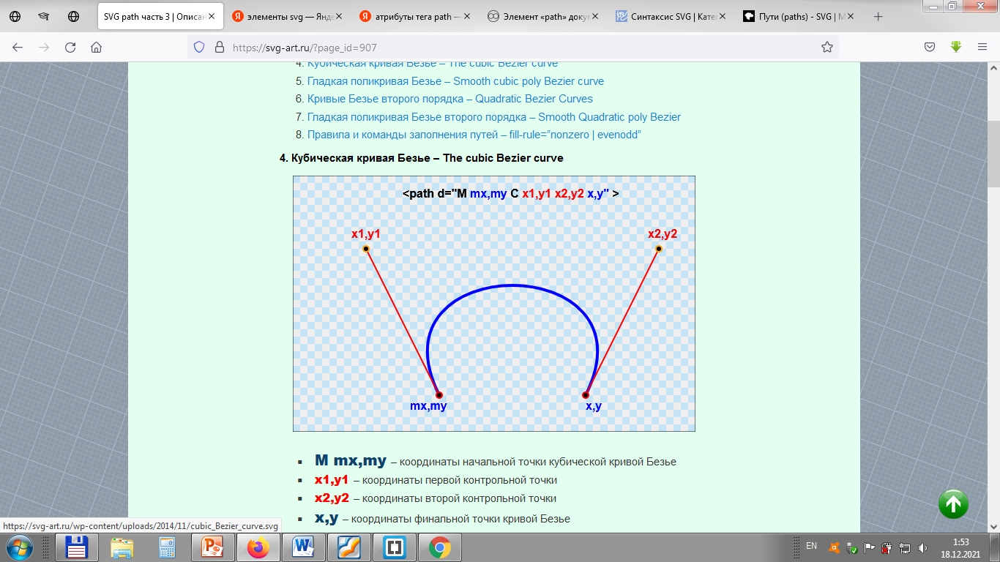 SVG path часть 3 | Описан
элементы svg — Янде
атрибуты тега path —
Элемент «path» доку
Синтаксис SVG | Кате
Пути (paths) - SVG | M
https://svg-art.ru/?page_id=907
4. Кубическая кривая Безье – The cubic Bezier curve
5. Гладкая поликривая Безье – Smooth cubic poly Bezier curve
6. Кривые Безье второго порядка – Quadratic Bezier Curves
7. Гладкая поликривая Безье второго порядка – Smooth Quadratic poly Bezier
8. Правила и команды заполнения путей – fill-rule=”nonzero | evenodd”
4. Кубическая кривая Безье – The cubic Bezier curve
<path d="M mx,my C x1,y1 x2,y2 x,y" >
x1,y1
x2,y2
mx,my
x,y
M mx,my – координаты начальной точки кубической кривой Безье
x1,y1 – координаты первой контрольной точки
x2,y2 – координаты второй контрольной точки
x,y – координаты финальной точки кривой Безье
https://svg-art.ru/wp-content/uploads/2014/11/cubic_Bezier_curve.svg
EN
1:53
18.12.2021